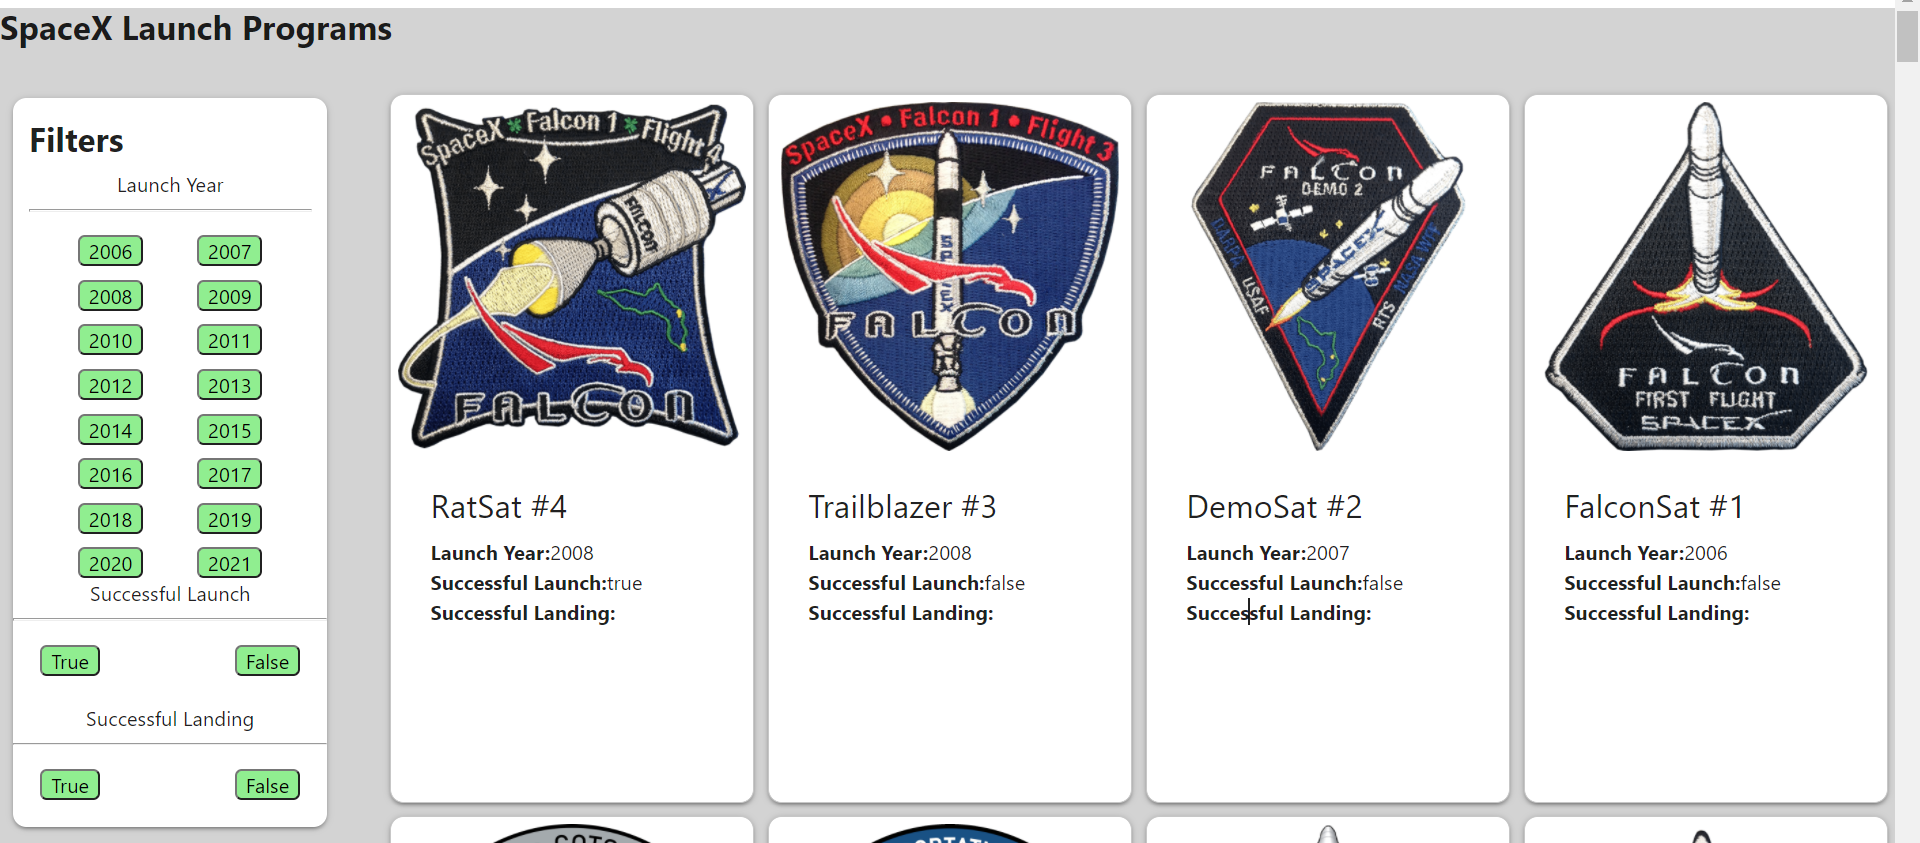 SpaceX Launch Programs
Filters
Launch Year
2006 2007
2008 2009
2010 2011
2012 2013
2014 2015
2016 2017
2018 2019
2020 2021
Successful Launch
True False
Successful Landing
True False
SpaceX Falcon 1 Flight 4
FALCON
FALCON
RatSat #4
Launch Year:2008
Successful Launch:true
Successful Landing:
SpaceX • Falcon 1 • Flight 3
SPACEX
FALCON
Trailblazer #3
Launch Year:2008
Successful Launch:false
Successful Landing:
FALCON
DEMO 2
SPACEX
DARPA USAF
RTS NASA WFF
DemoSat #2
Launch Year:2007
Successful Launch:false
Successful Landing:
FALCON
FIRST FLIGHT
SPACEX
FalconSat #1
Launch Year:2006
Successful Launch:false
Successful Landing:
COTS